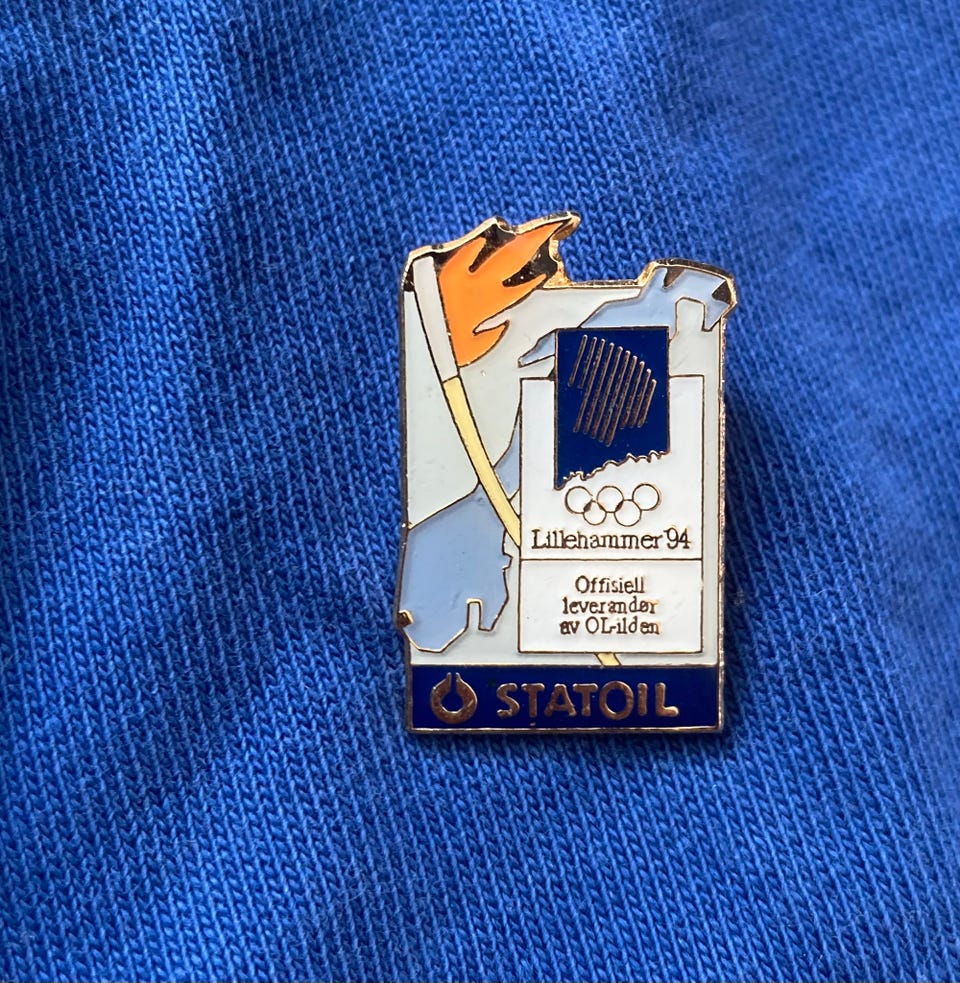 Lillehammer '94
Offisiell
leverandør
av OL-ilden
STATOIL